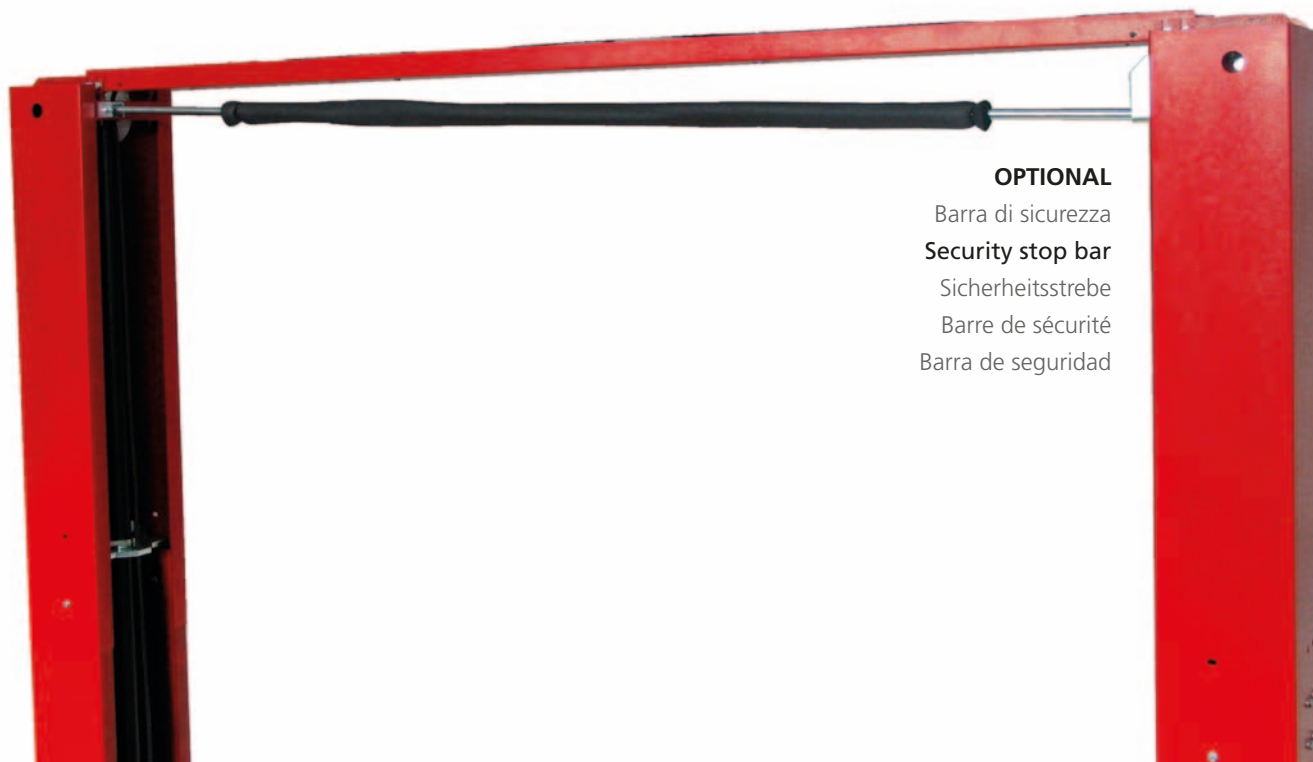 OPTIONAL
Barra di sicurezza
Security stop bar
Sicherheitsstrebe
Barre de sécurité
Barra de seguridad